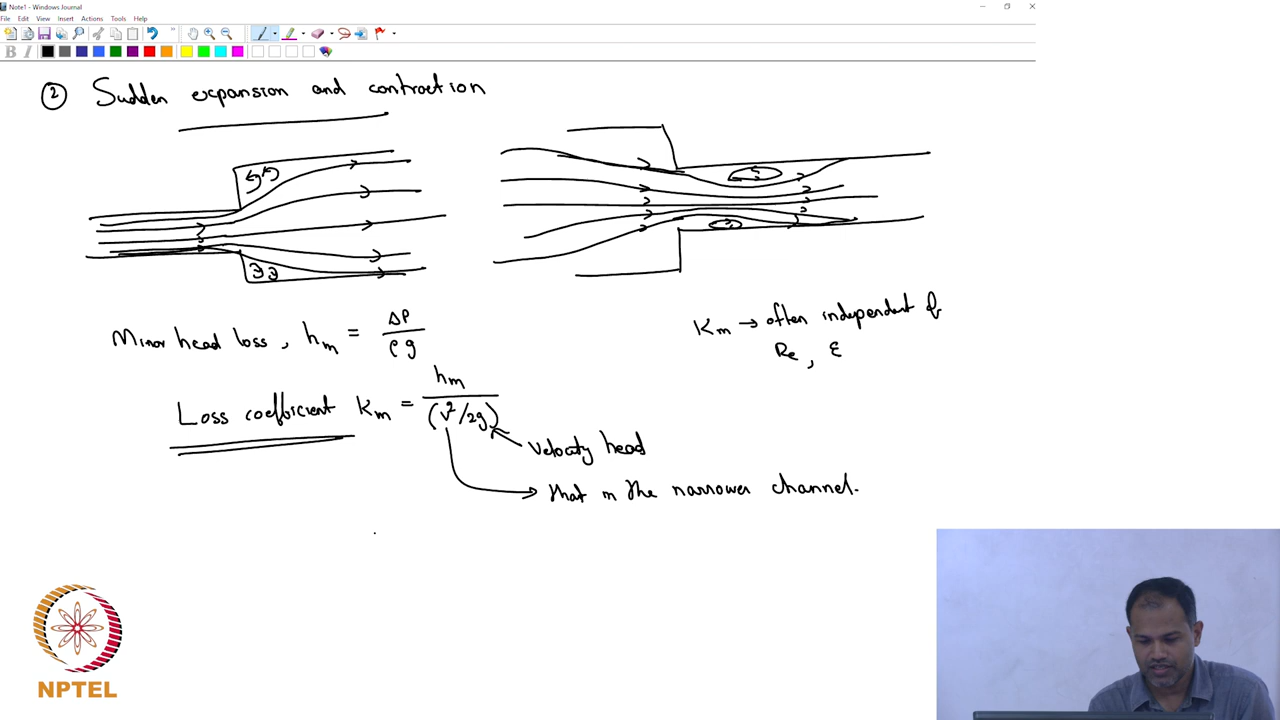 Note1 - Windows Journal
File Edit View Insert Actions Tools Help
B I
② Sudden expansion and contraction
Minor head loss, hm = ΔP / ρg
Km → often independent of
Re, ε
Loss coefficient Km = hm / (v²/2g)
velocity head
that in the narrower channel.
NPTEL